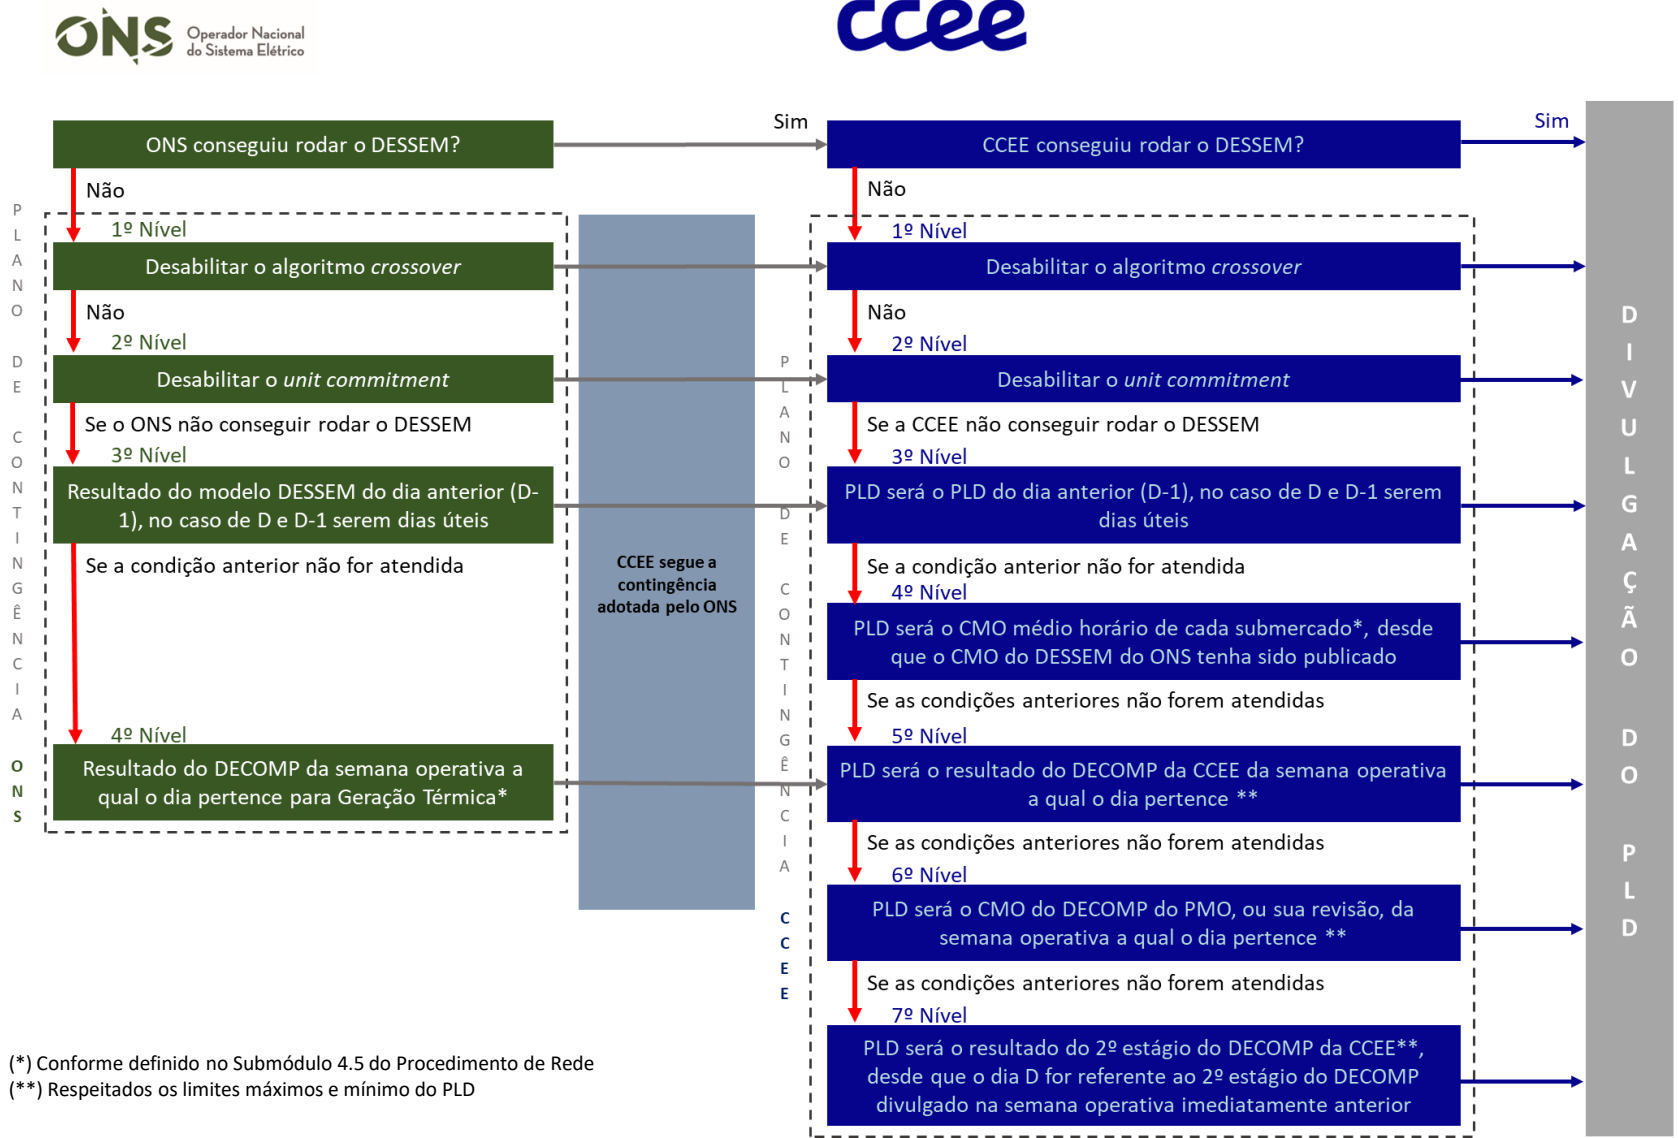 ONS Operador Nacional
do Sistema Elétrico
ccee
Sim
Sim
ONS conseguiu rodar o DESSEM?
CCEE conseguiu rodar o DESSEM?
Não
Não
1º Nível
1º Nível
Desabilitar o algoritmo crossover
Desabilitar o algoritmo crossover
Não
Não
2º Nível
2º Nível
Desabilitar o unit commitment
Desabilitar o unit commitment
Se o ONS não conseguir rodar o DESSEM
Se a CCEE não conseguir rodar o DESSEM
3º Nível
3º Nível
Resultado do modelo DESSEM do dia anterior (D-
1), no caso de D e D-1 serem dias úteis
PLD será o PLD do dia anterior (D-1), no caso de D e D-1 serem
dias úteis
Se a condição anterior não for atendida
Se a condição anterior não for atendida
CCEE segue a
contingência
adotada pelo ONS
4º Nível
PLD será o CMO médio horário de cada submercado*, desde
que o CMO do DESSEM do ONS tenha sido publicado
Se as condições anteriores não forem atendidas
4º Nível
5º Nível
Resultado do DECOMP da semana operativa a
qual o dia pertence para Geração Térmica*
PLD será o resultado do DECOMP da CCEE da semana operativa
a qual o dia pertence **
Se as condições anteriores não forem atendidas
6º Nível
PLD será o CMO do DECOMP do PMO, ou sua revisão, da
semana operativa a qual o dia pertence **
Se as condições anteriores não forem atendidas
7º Nível
PLD será o resultado do 2º estágio do DECOMP da CCEE**,
desde que o dia D for referente ao 2º estágio do DECOMP
divulgado na semana operativa imediatamente anterior
PLANO DE CONTINGÊNCIA ONS
PLANO DE CONTINGÊNCIA CCEE
DIVULGAÇÃO DO PLD
(*) Conforme definido no Submódulo 4.5 do Procedimento de Rede
(**) Respeitados os limites máximos e mínimo do PLD